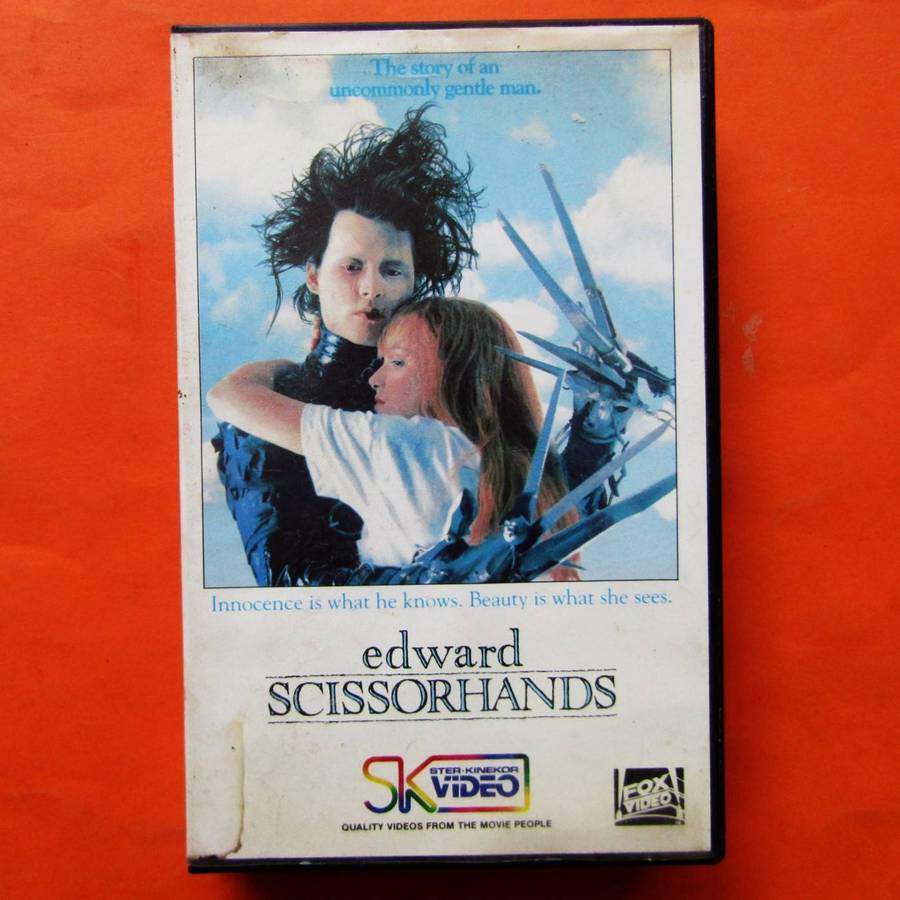 The story of an
uncommonly gentle man.
Innocence is what he knows. Beauty is what she sees.
edward
SCISSORHANDS
SK STER-KINEKOR
VIDEO
QUALITY VIDEOS FROM THE MOVIE PEOPLE
FOX
VIDEO